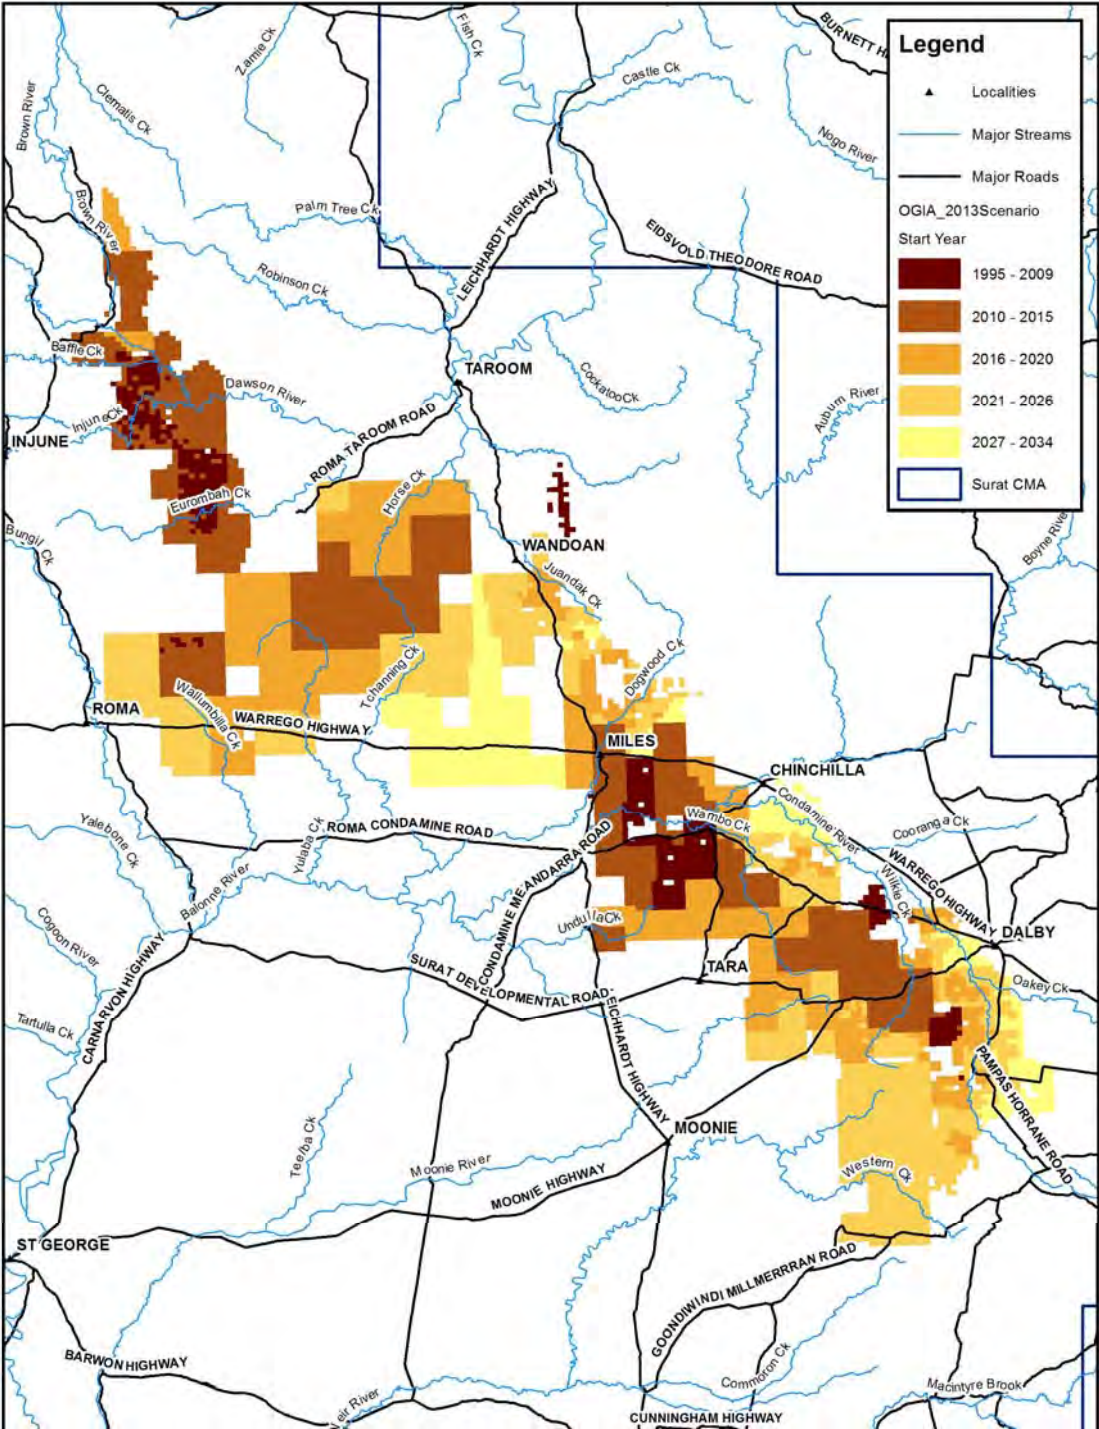 Fish Ck
Zamie Ck
BURNETT H
Legend
Castle Ck
Localities
Clematis Ck
Brown River
Major Streams
Nogo River
Major Roads
OGIA_2013Scenario
Start Year
Palm Tree Ck
LEICHHARDT HIGHWAY
Brown River
EIDSVOLD THEODORE ROAD
Robinson Ck
1995 - 2009
2010 - 2015
2016 - 2020
2021 - 2026
2027 - 2034
Surat CMA
Baffle Ck
TAROOM
Cockatoo Ck
Dawson River
Auburn River
Injune Ck
INJUNE
ROMA TAROOM ROAD
Horse Ck
Eurombah Ck
Bungil Ck
Boyne River
WANDOAN
Juandak Ck
Dogwood Ck
Tchanning Ck
Wallumbilla Ck
ROMA
WARREGO HIGHWAY
MILES
CHINCHILLA
Condamine River
Wambo Ck
Cooranga Ck
ROMA CONDAMINE ROAD
Yalebone Ck
Yulaba Ck
CONDAMINE MEANDARRA ROAD
WARREGO HIGHWAY
Wilkie Ck
Balonne River
Undulla Ck
Cogoon River
DALBY
TARA
CARNARVON HIGHWAY
SURAT DEVELOPMENTAL ROAD
Oakey Ck
Tartulla Ck
LEICHHARDT HIGHWAY
PAMPAS HORRANE ROAD
Teelba Ck
MOONIE
Moonie River
Western Ck
MOONIE HIGHWAY
ST GEORGE
GOONDIWINDI MILLMERRRAN ROAD
BARWON HIGHWAY
Commoron Ck
Macintyre Brook
Weir River
CUNNINGHAM HIGHWAY